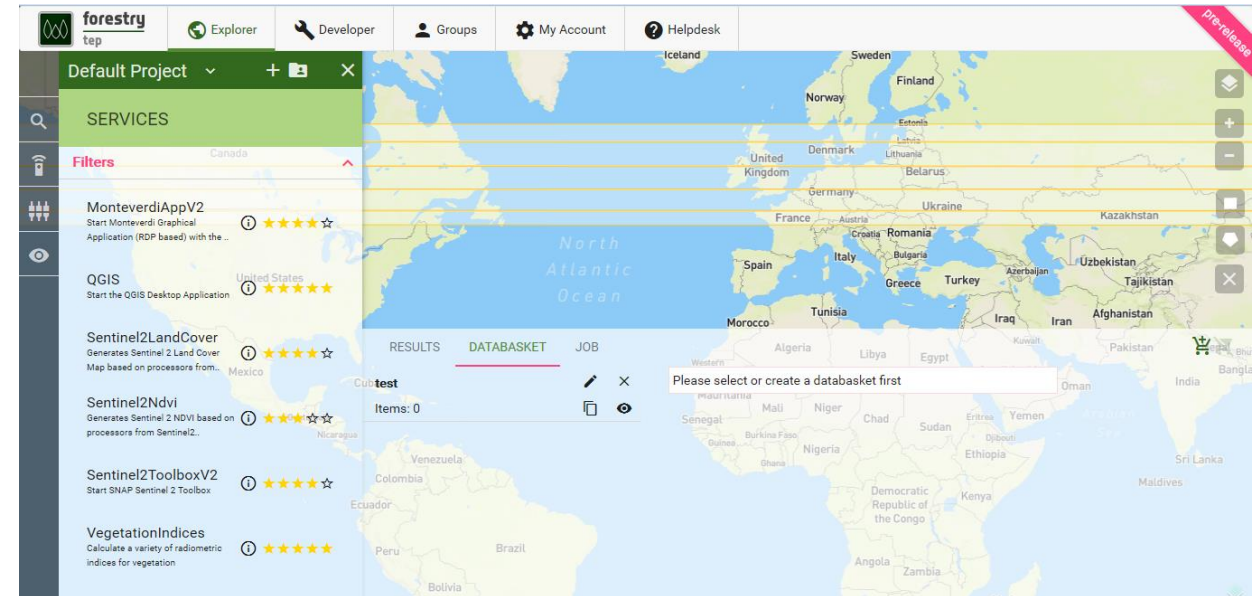 forestry
tep
Explorer
Developer
Groups
My Account
Helpdesk
pre-release
Default Project
SERVICES
Filters
MonteverdiAppV2
Start Monteverdi Graphical
Application (RDP based) with the ..
QGIS
Start the QGIS Desktop Application
Sentinel2LandCover
Generates Sentinel 2 Land Cover
Map based on processors from..
Sentinel2Ndvi
Generates Sentinel 2 NDVI based on
processors from Sentinel2..
Sentinel2ToolboxV2
Start SNAP Sentinel 2 Toolbox
VegetationIndices
Calculate a variety of radiometric
indices for vegetation
RESULTS
DATABASKET
JOB
test
Items: 0
Please select or create a databasket first
Iceland
Sweden
Finland
Norway
Estonia
Latvia
Denmark
Lithuania
United
Kingdom
Belarus
Germany
Ukraine
France
Austria
Kazakhstan
Croatia
Romania
Italy
Bulgaria
Uzbekistan
Spain
Greece
Turkey
Azerbaijan
Tajikistan
Tunisia
Morocco
Iraq
Iran
Afghanistan
Canada
United States
North
Atlantic
Ocean
Mexico
Nicaragua
Venezuela
Colombia
Ecuador
Peru
Brazil
Bolivia
Algeria
Libya
Egypt
Kuwait
Pakistan
Western
Oman
India
Mauritania
Mali
Niger
Chad
Sudan
Eritrea
Yemen
Senegal
Burkina Faso
Djibouti
Guinea
Nigeria
Ethiopia
Ghana
Sri Lanka
Maldives
Democratic
Republic of
the Congo
Kenya
Angola
Zambia